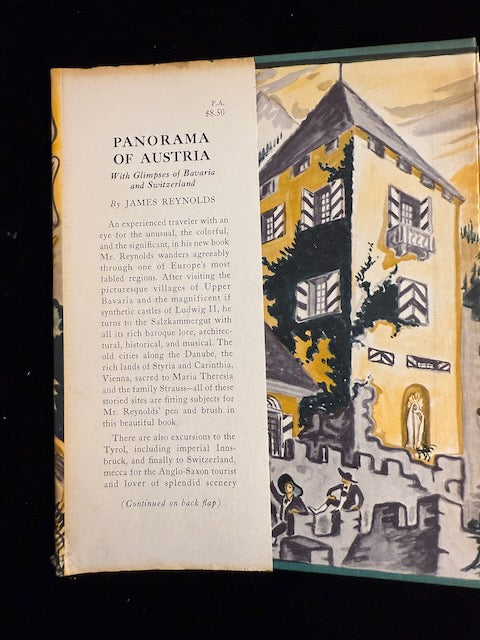 P.A.
$8.50
PANORAMA
OF AUSTRIA
With Glimpses of Bavaria
and Switzerland
By JAMES REYNOLDS
An experienced traveler with an
eye for the unusual, the colorful,
and the significant, in his new book
Mr. Reynolds wanders agreeably
through one of Europe's most
fabled regions. After visiting the
picturesque villages of Upper
Bavaria and the magnificent if
synthetic castles of Ludwig II, he
turns to the Salzkammergut with
all its rich baroque lore, architec-
tural, historical, and musical. The
old cities along the Danube, the
rich lands of Styria and Carinthia,
Vienna, sacred to Maria Theresia
and the family Strauss—all of these
storied sites are fitting subjects for
Mr. Reynolds' pen and brush in
this beautiful book.
There are also excursions to the
Tyrol, including imperial Inns-
bruck, and finally to Switzerland,
mecca for the Anglo-Saxon tourist
and lover of splendid scenery
(Continued on back flap)